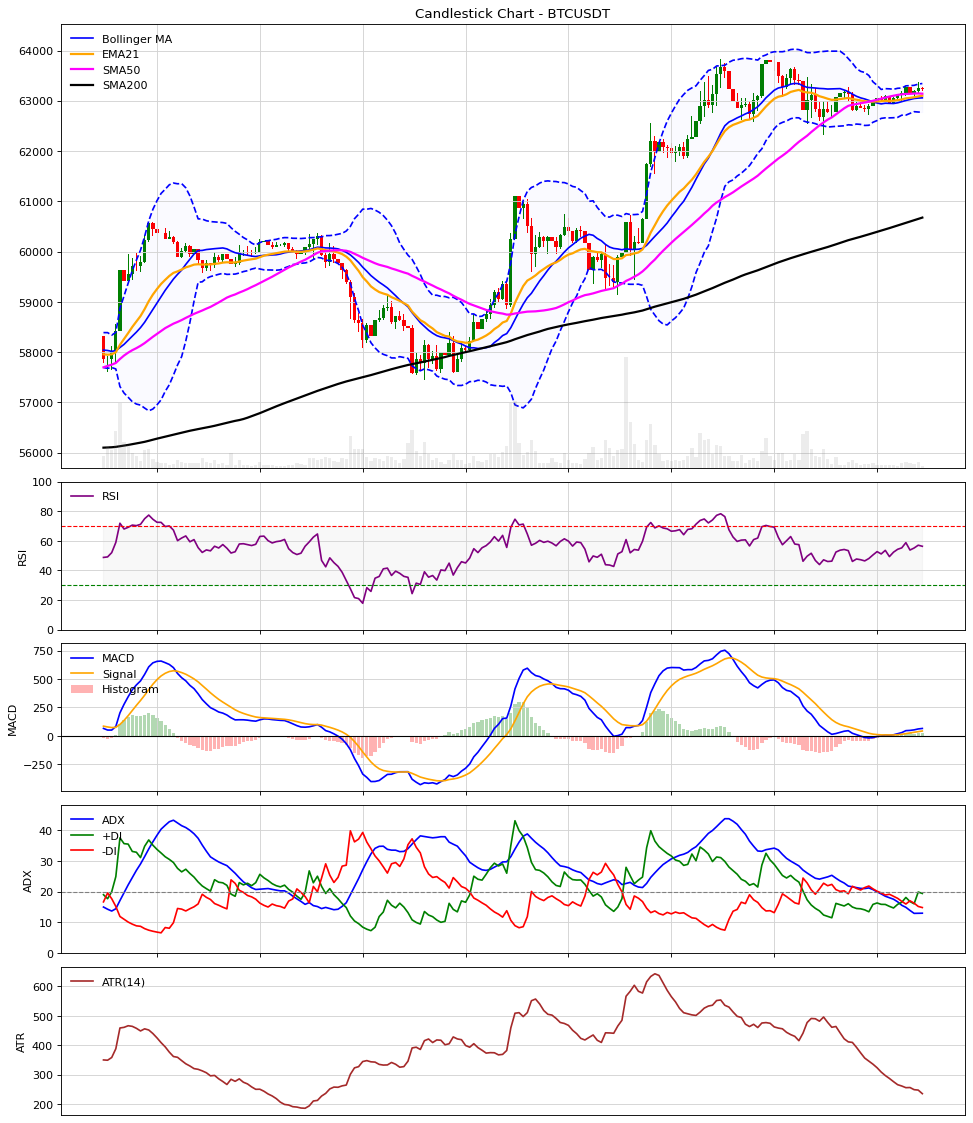 Candlestick Chart - BTCUSDT
Bollinger MA
EMA21
SMA50
SMA200
64000
63000
62000
61000
60000
59000
58000
57000
56000
RSI
100
80
60
40
20
0
RSI
MACD
Signal
Histogram
750
500
250
0
−250
MACD
ADX
+DI
-DI
40
30
20
10
0
ADX
ATR(14)
600
500
400
300
200
ATR